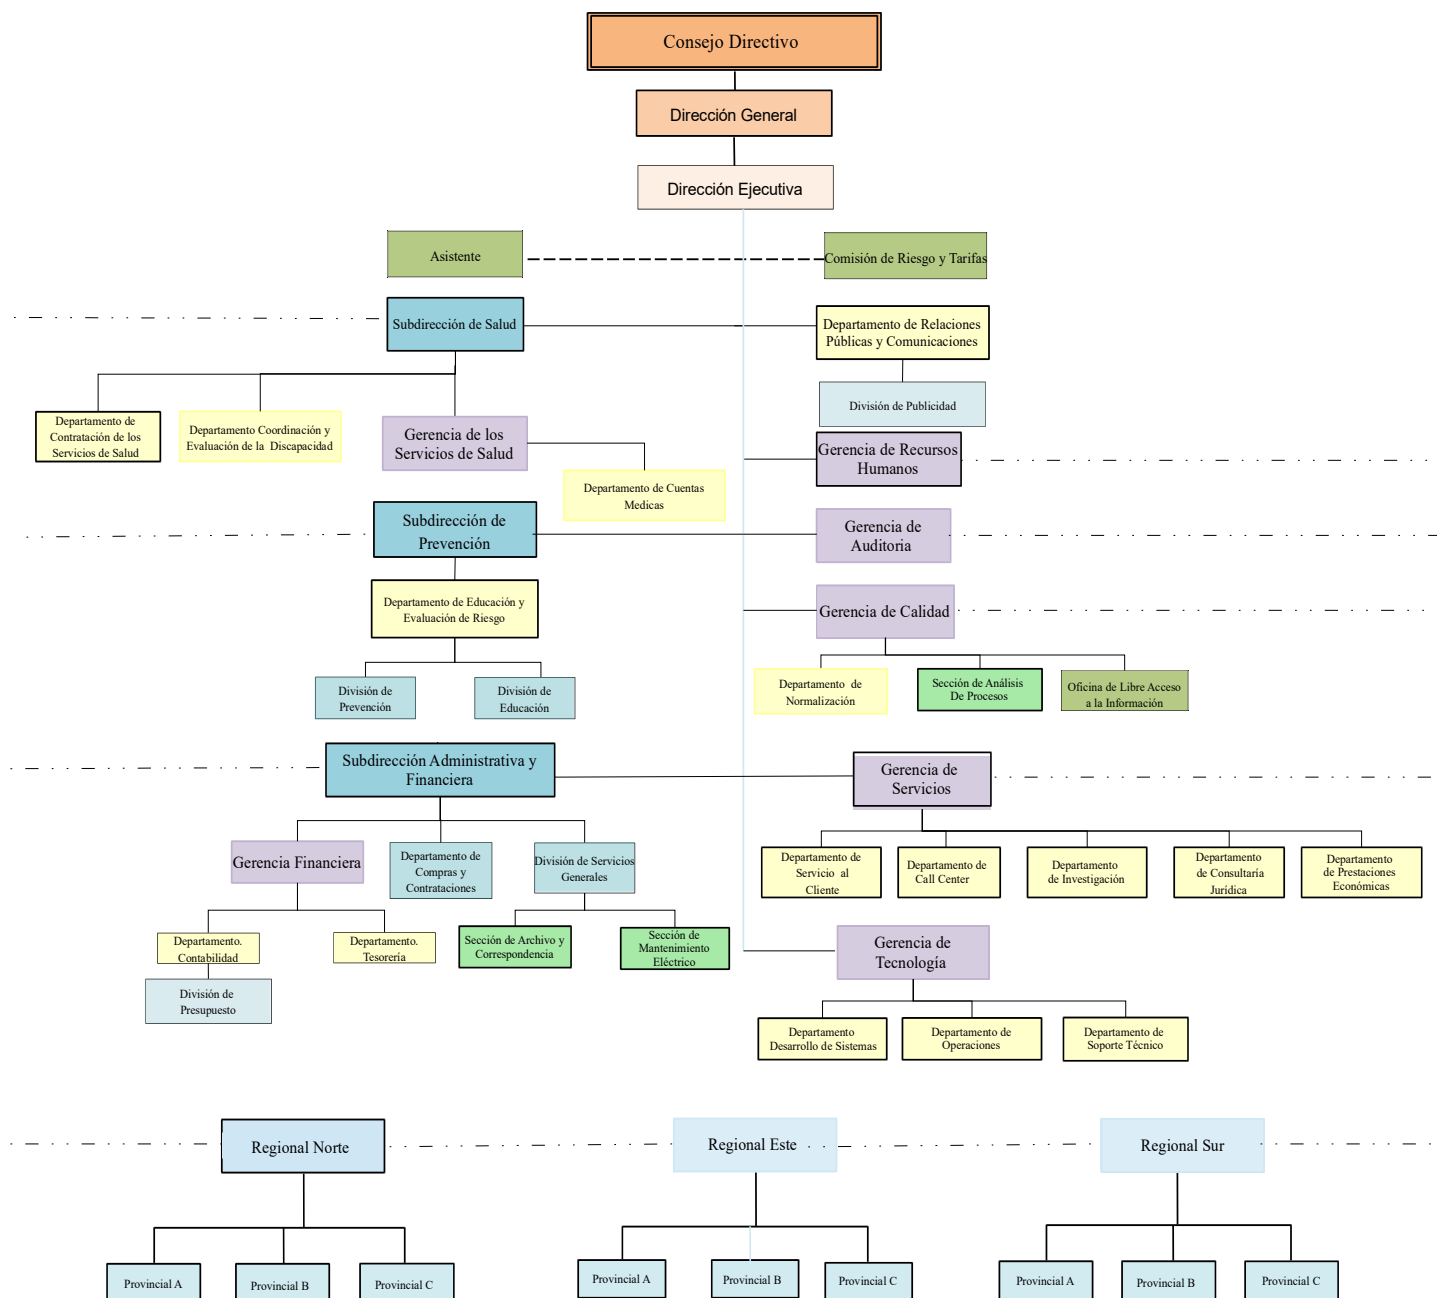 Consejo Directivo
Dirección General
Dirección Ejecutiva
Asistente
Comisión de Riesgo y Tarifas
Subdirección de Salud
Departamento de Relaciones
Públicas y Comunicaciones
División de Publicidad
Departamento de
Contratación de los
Servicios de Salud
Departamento Coordinación y
Evaluación de la Discapacidad
Gerencia de los
Servicios de Salud
Gerencia de Recursos
Humanos
Departamento de Cuentas
Medicas
Subdirección de
Prevención
Gerencia de
Auditoria
Departamento de Educación y
Evaluación de Riesgo
Gerencia de Calidad
División de
Prevención
División de
Educación
Departamento de
Normalización
Sección de Análisis
De Procesos
Oficina de Libre Acceso
a la Información
Subdirección Administrativa y
Financiera
Gerencia de
Servicios
Gerencia Financiera
Departamento de
Compras y
Contrataciones
División de Servicios
Generales
Departamento de
Servicio al
Cliente
Departamento de
Call Center
Departamento
de Investigación
Departamento
de Consultaría
Jurídica
Departamento
de Prestaciones
Económicas
Departamento.
Contabilidad
Departamento.
Tesorería
Sección de Archivo y
Correspondencia
Sección de
Mantenimiento
Eléctrico
Gerencia de
Tecnología
División de
Presupuesto
Departamento
Desarrollo de Sistemas
Departamento de
Operaciones
Departamento de
Soporte Técnico
Regional Norte
Regional Este
Regional Sur
Provincial A
Provincial B
Provincial C
Provincial A
Provincial B
Provincial C
Provincial A
Provincial B
Provincial C